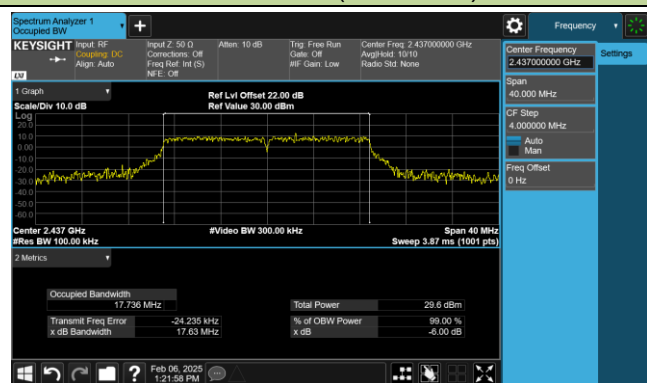 Spectrum Analyzer 1
Occupied BW
Frequency
KEYSIGHT
Input: RF
Coupling: DC
Align: Auto
Input Z: 50 Ω
Corrections: Off
Freq Ref: Int (S)
NFE: Off
Atten: 10 dB
Trig: Free Run
Gate: Off
#IF Gain: Low
Center Freq: 2.437000000 GHz
Avg|Hold: 10/10
Radio Std: None
LXI
Center Frequency
2.437000000 GHz
Settings
Span
40.000 MHz
CF Step
4.000000 MHz
Auto
Man
Freq Offset
0 Hz
1 Graph
Scale/Div 10.0 dB
Ref Lvl Offset 22.00 dB
Ref Value 30.00 dBm
Log
20.0
10.0
0.00
-10.0
-20.0
-30.0
-40.0
-50.0
-60.0
Center 2.437 GHz
#Video BW 300.00 kHz
Span 40 MHz
#Res BW 100.00 kHz
Sweep 3.87 ms (1001 pts)
2 Metrics
Occupied Bandwidth
17.736 MHz
Total Power 29.6 dBm
Transmit Freq Error -24.235 kHz
% of OBW Power 99.00 %
x dB Bandwidth 17.63 MHz
x dB -6.00 dB
?
Feb 06, 2025
1:21:58 PM